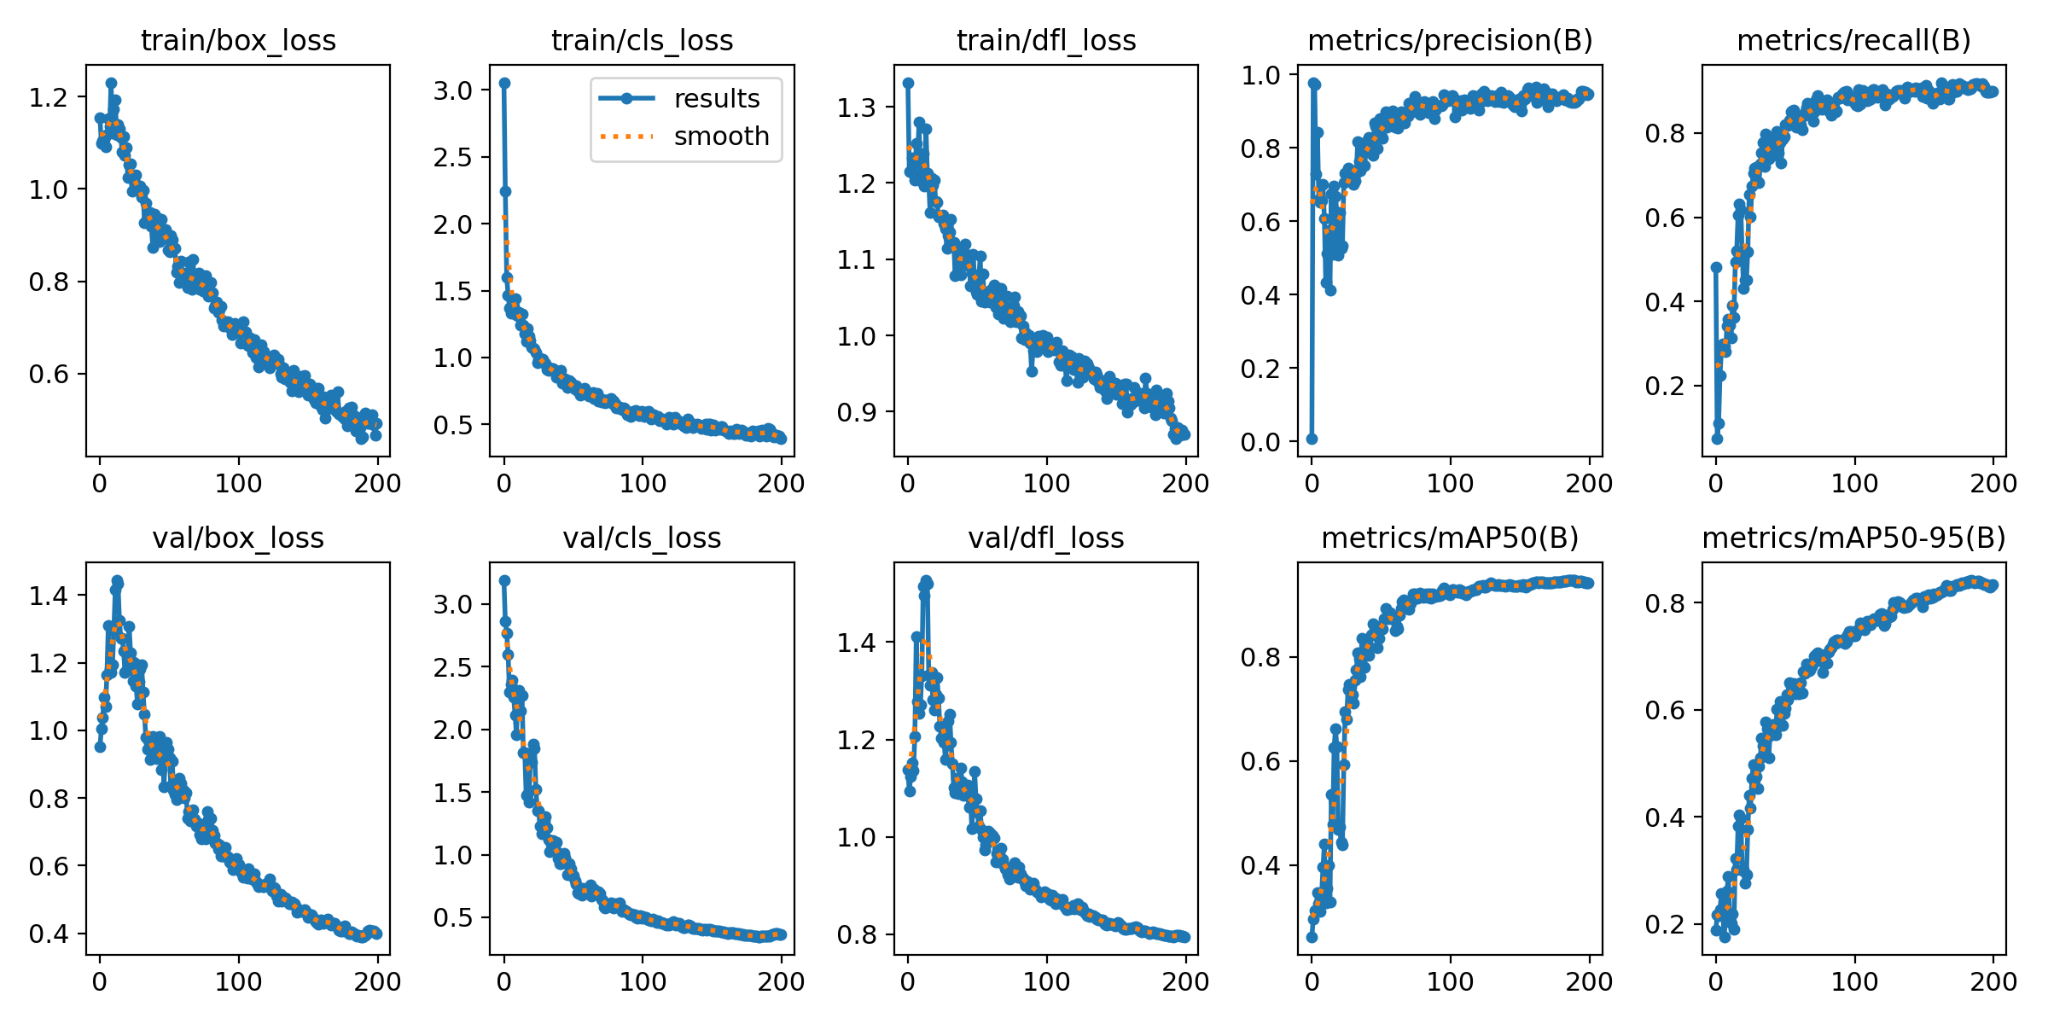 train/box_loss
1.2
1.0
0.8
0.6
0 100 200
train/cls_loss
results
smooth
3.0
2.5
2.0
1.5
1.0
0.5
0 100 200
train/dfl_loss
1.3
1.2
1.1
1.0
0.9
0 100 200
metrics/precision(B)
1.0
0.8
0.6
0.4
0.2
0.0
0 100 200
metrics/recall(B)
0.8
0.6
0.4
0.2
0 100 200
val/box_loss
1.4
1.2
1.0
0.8
0.6
0.4
0 100 200
val/cls_loss
3.0
2.5
2.0
1.5
1.0
0.5
0 100 200
val/dfl_loss
1.4
1.2
1.0
0.8
0 100 200
metrics/mAP50(B)
0.8
0.6
0.4
0 100 200
metrics/mAP50-95(B)
0.8
0.6
0.4
0.2
0 100 200